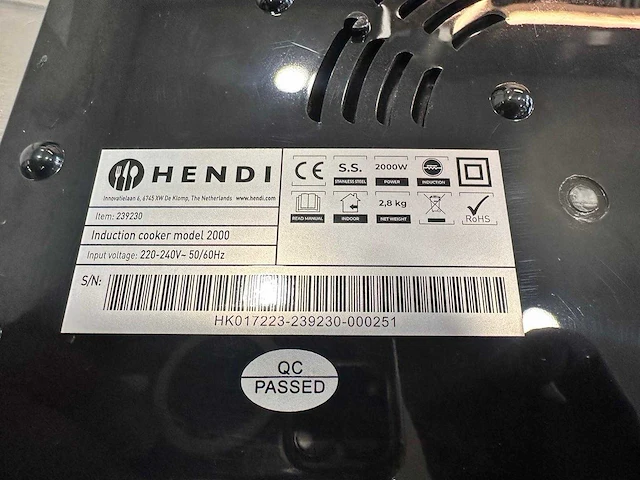 HENDI
Innovatielaan 6, 6745 XW De Klomp, The Netherlands www.hendi.com
Item: 239230
Induction cooker model 2000
Input voltage: 220-240V~ 50/60Hz
CE
S.S.
STAINLESS STEEL
2000W
POWER
INDUCTION
READ MANUAL
INDOOR
2,8 kg
NET WEIGHT
RoHS
S/N:
HK017223-239230-000251
QC
PASSED